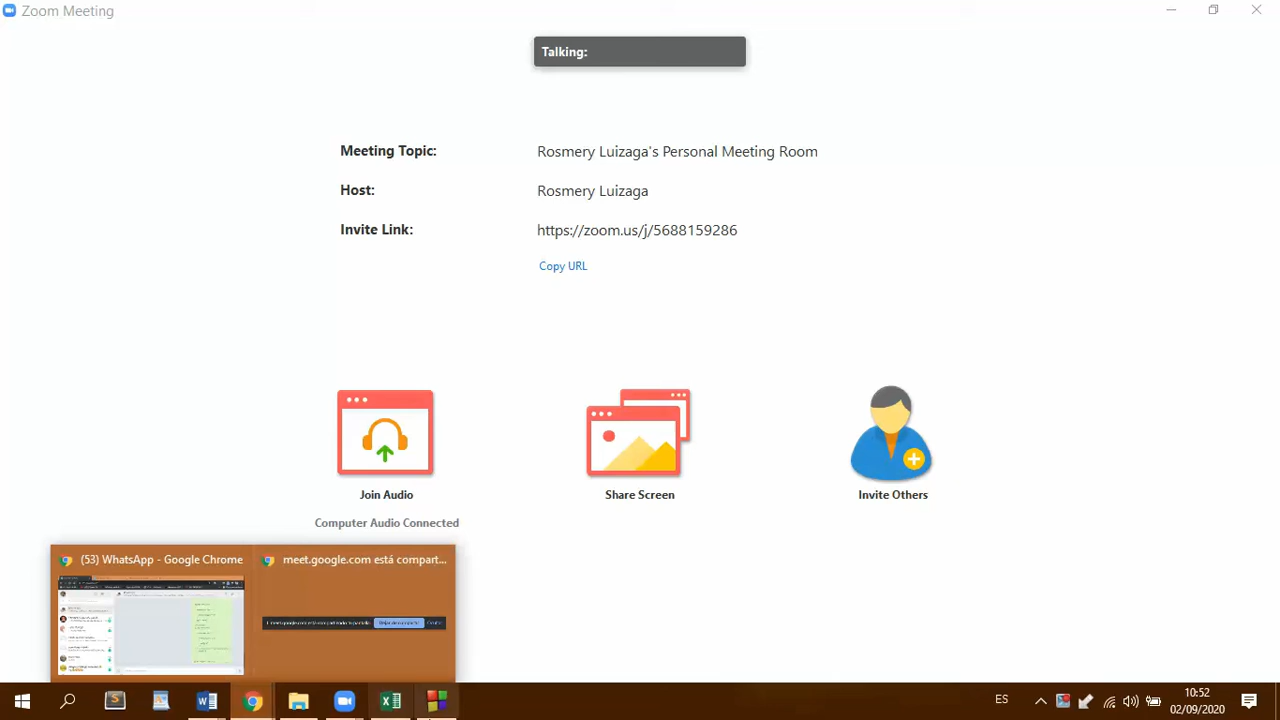 Zoom Meeting
Talking:
Meeting Topic: Rosmery Luizaga's Personal Meeting Room
Host: Rosmery Luizaga
Invite Link: https://zoom.us/j/5688159286
Copy URL
Join Audio Share Screen Invite Others
Computer Audio Connected
(53) WhatsApp - Google Chrome meet.google.com está compart...
ES
10:52
02/09/2020